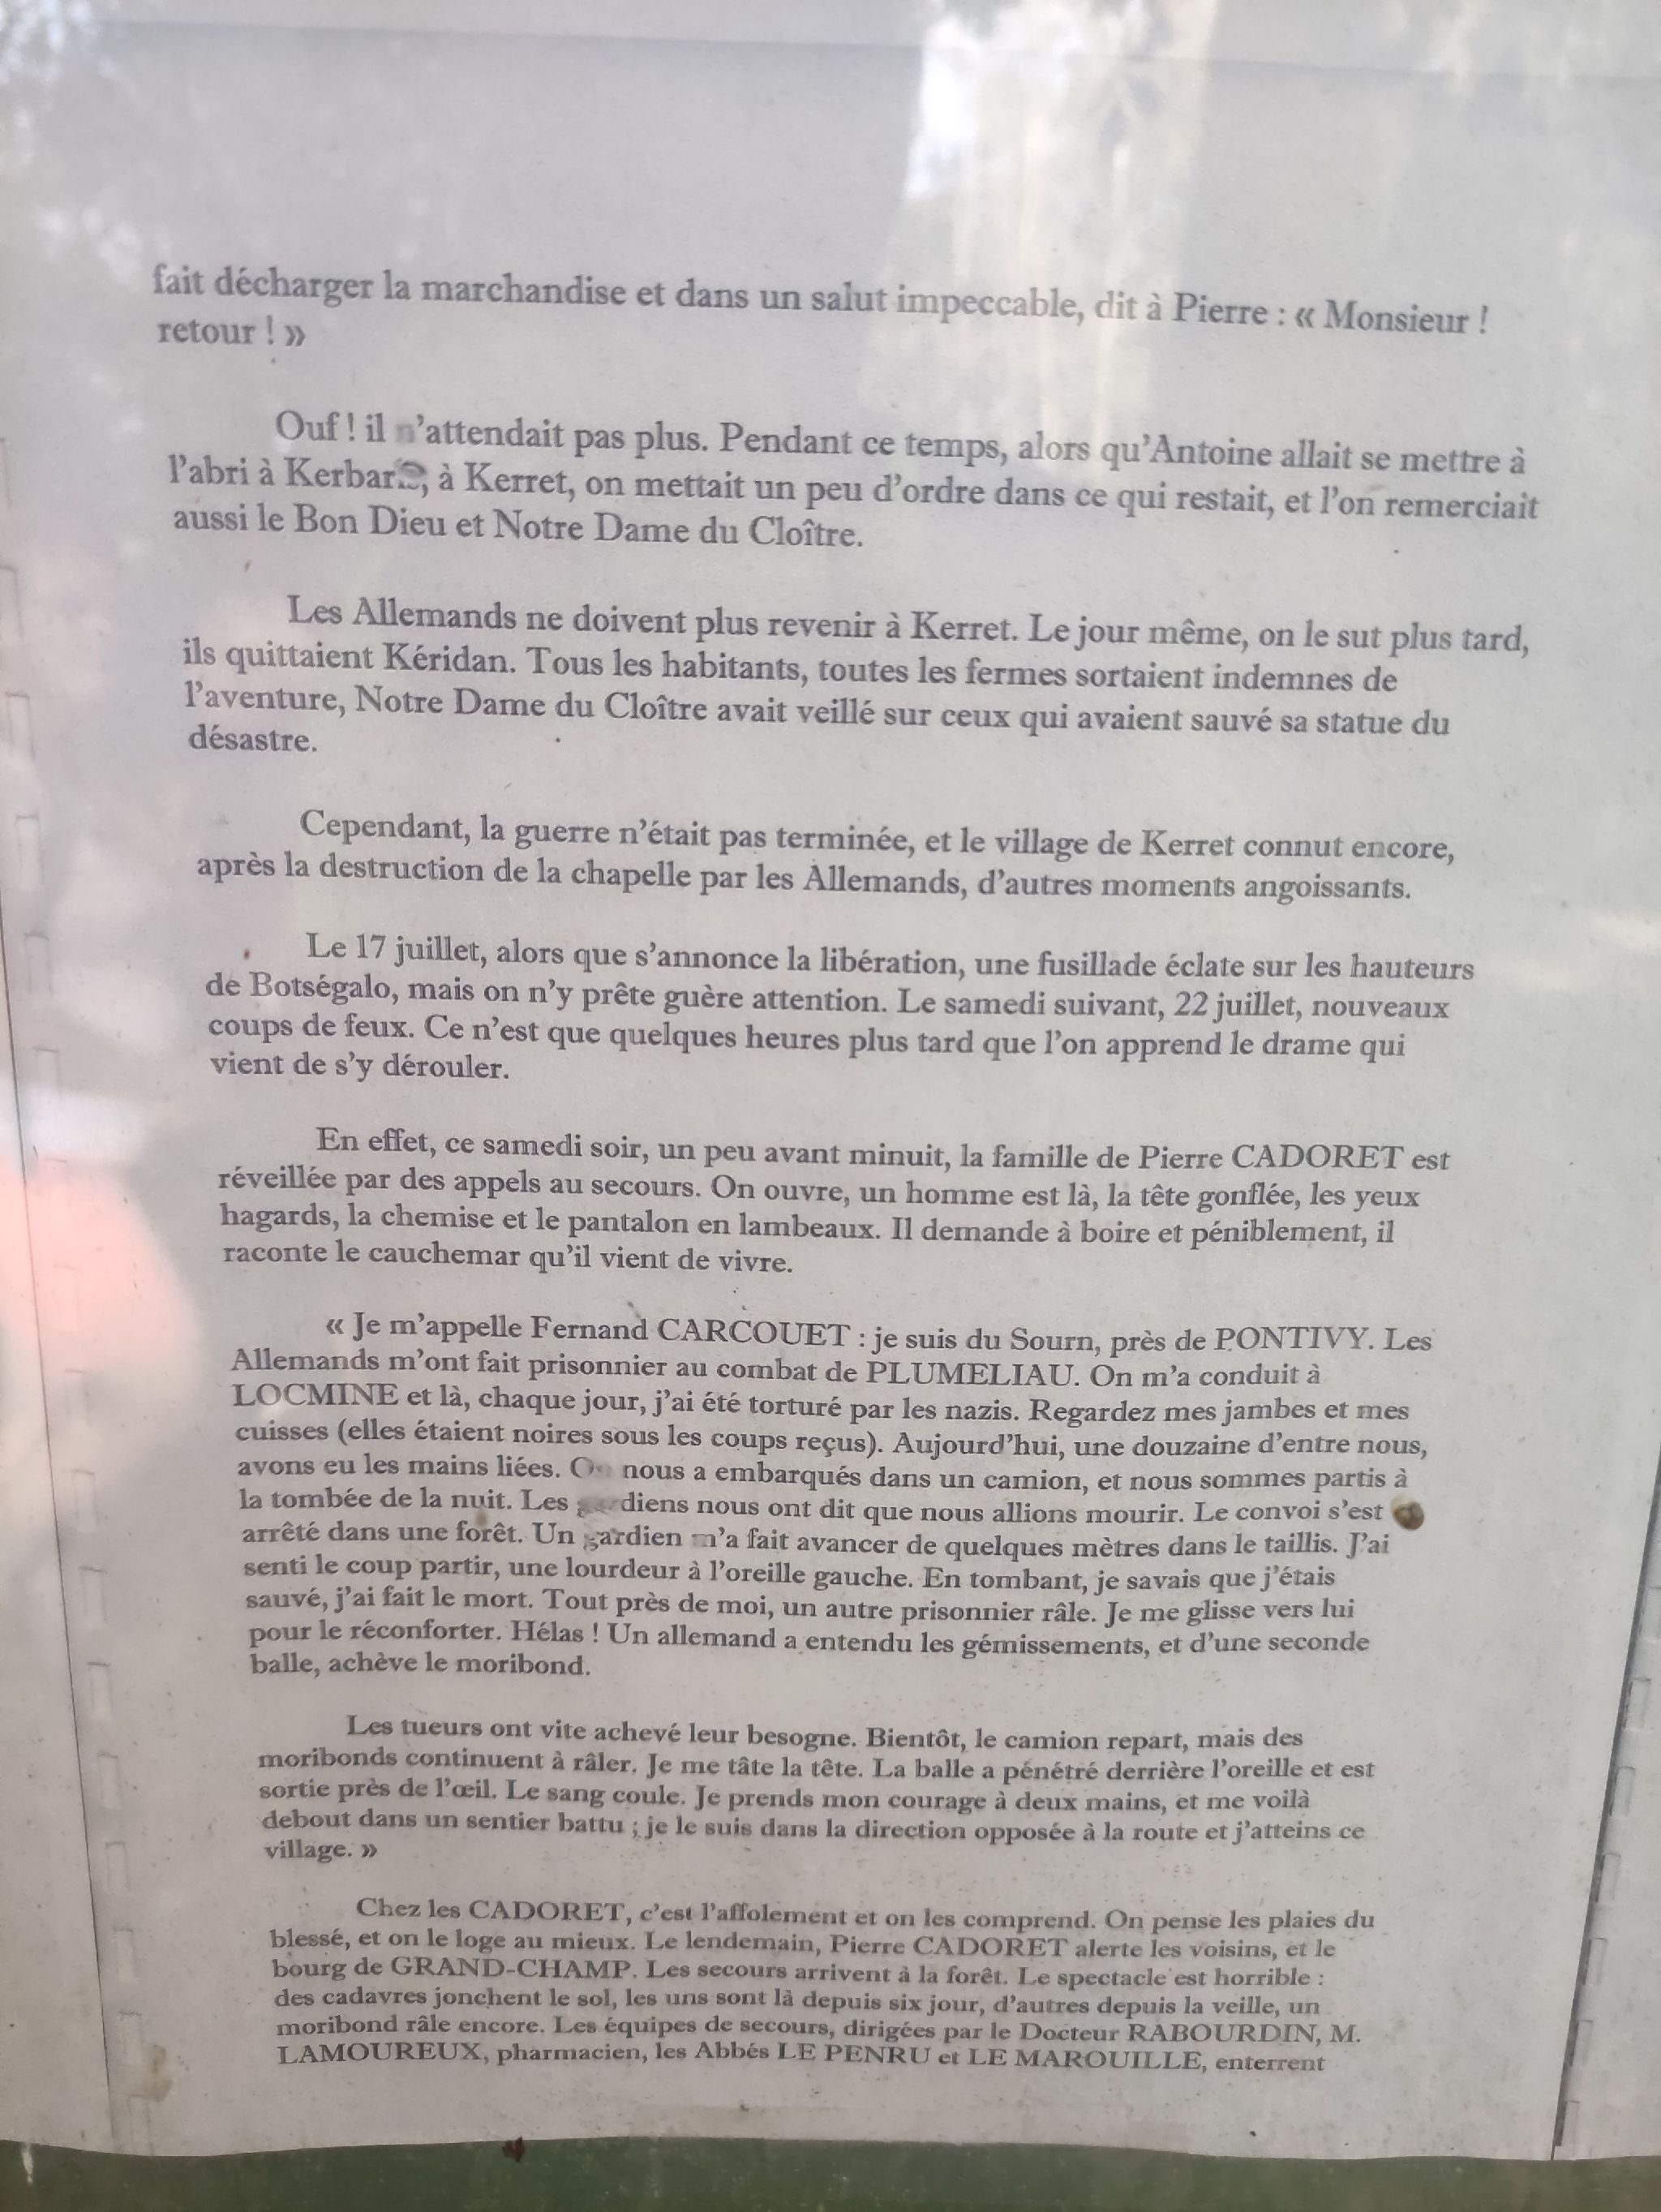 fait décharger la marchandise et dans un salut impeccable, dit à Pierre : « Monsieur !
retour ! »
Ouf ! il n’attendait pas plus. Pendant ce temps, alors qu’Antoine allait se mettre à
l’abri à , à Kerret, on mettait un peu d’ordre dans ce qui restait, et l’on remerciait
aussi le Bon Dieu et Notre Dame du Cloître.
Les Allemands ne doivent plus revenir à Kerret. Le jour même, on le sut plus tard,
ils quittaient Kéridan. Tous les habitants, toutes les fermes sortaient indemnes de
l’aventure, Notre Dame du Cloître avait veillé sur ceux qui avaient sauvé sa statue du
désastre.
Cependant, la guerre n’était pas terminée, et le village de Kerret connut encore,
après la destruction de la chapelle par les Allemands, d’autres moments angoissants.
Le 17 juillet, alors que s’annonce la libération, une fusillade éclate sur les hauteurs
de Botségalo, mais on n’y prête guère attention. Le samedi suivant, 22 juillet, nouveaux
coups de feux. Ce n’est que quelques heures plus tard que l’on apprend le drame qui
vient de s’y dérouler.
En effet, ce samedi soir, un peu avant minuit, la famille de Pierre CADORET est
réveillée par des appels au secours. On ouvre, un homme est là, la tête gonflée, les yeux
hagards, la chemise et le pantalon en lambeaux. Il demande à boire et péniblement, il
raconte le cauchemar qu’il vient de vivre.
« Je m’appelle Fernand CARCOUET : je suis du Sourn, près de PONTIVY. Les
Allemands m’ont fait prisonnier au combat de PLUMELIAU. On m’a conduit à
LOCMINE et là, chaque jour, j’ai été torturé par les nazis. Regardez mes jambes et mes
cuisses (elles étaient noires sous les coups reçus). Aujourd’hui, une douzaine d’entre nous,
avons eu les mains liées. On nous a embarqués dans un camion, et nous sommes partis à
la tombée de la nuit. Les gardiens nous ont dit que nous allions mourir. Le convoi s’est
arrêté dans une forêt. Un gardien m’a fait avancer de quelques mètres dans le taillis. J’ai
senti le coup partir, une lourdeur à l’oreille gauche. En tombant, je savais que j’étais
sauvé, j’ai fait le mort. Tout près de moi, un autre prisonnier râle. Je me glisse vers lui
pour le réconforter. Hélas ! Un allemand a entendu les gémissements, et d’une seconde
balle, achève le moribond.
Les tueurs ont vite achevé leur besogne. Bientôt, le camion repart, mais des
moribonds continuent à râler. Je me tâte la tête. La balle a pénétré derrière l’oreille et est
sortie près de l’œil. Le sang coule. Je prends mon courage à deux mains, et me voilà
debout dans un sentier battu ; je le suis dans la direction opposée à la route et j’atteins ce
village. »
Chez les CADORET, c’est l’affolement et on les comprend. On pense les plaies du
blessé, et on le loge au mieux. Le lendemain, Pierre CADORET alerte les voisins, et le
bourg de GRAND-CHAMP. Les secours arrivent à la forêt. Le spectacle est horrible :
des cadavres jonchent le sol, les uns sont là depuis six jour, d’autres depuis la veille, un
moribond râle encore. Les équipes de secours, dirigées par le Docteur RABOURDIN, M.
LAMOUREUX, pharmacien, les Abbés LE PENRU et LE MAROUILLE, enterrent